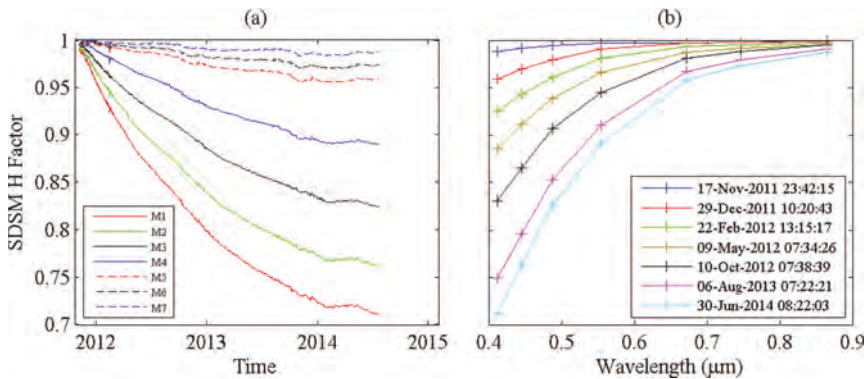 (a)
SDSM H Factor
1
0.95
0.9
0.85
0.8
0.75
0.7
M1
M2
M3
M4
M5
M6
M7
2012
2013
2014
2015
Time
(b)
17-Nov-2011 23:42:15
29-Dec-2011 10:20:43
22-Feb-2012 13:15:17
09-May-2012 07:34:26
10-Oct-2012 07:38:39
06-Aug-2013 07:22:21
30-Jun-2014 08:22:03
0.4
0.5
0.6
0.7
0.8
0.9
Wavelength (μm)